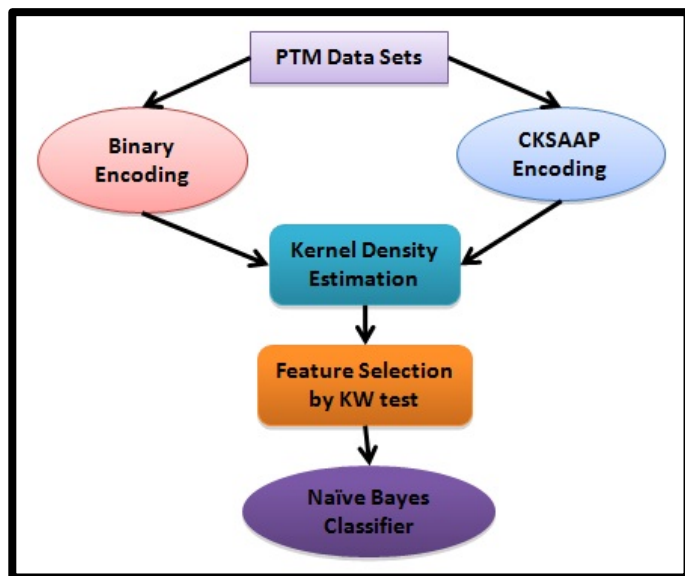 PTM Data Sets
Binary
Encoding
CKSAAP
Encoding
Kernel Density
Estimation
Feature Selection
by KW test
Naïve Bayes
Classifier